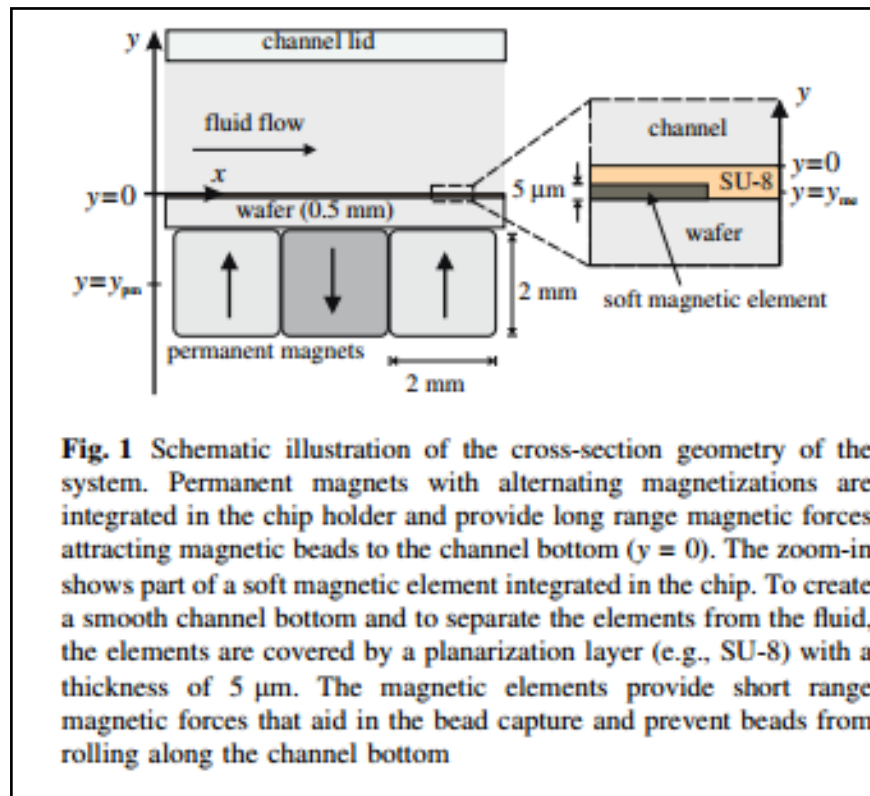 y
channel lid
fluid flow
x
y=0
wafer (0.5 mm)
y=y_pm
2 mm
permanent magnets
2 mm
y
channel
y=0
5 μm
SU-8
y=y_me
wafer
soft magnetic element
Fig. 1 Schematic illustration of the cross-section geometry of the
system. Permanent magnets with alternating magnetizations are
integrated in the chip holder and provide long range magnetic forces
attracting magnetic beads to the channel bottom (y = 0). The zoom-in
shows part of a soft magnetic element integrated in the chip. To create
a smooth channel bottom and to separate the elements from the fluid,
the elements are covered by a planarization layer (e.g., SU-8) with a
thickness of 5 μm. The magnetic elements provide short range
magnetic forces that aid in the bead capture and prevent beads from
rolling along the channel bottom